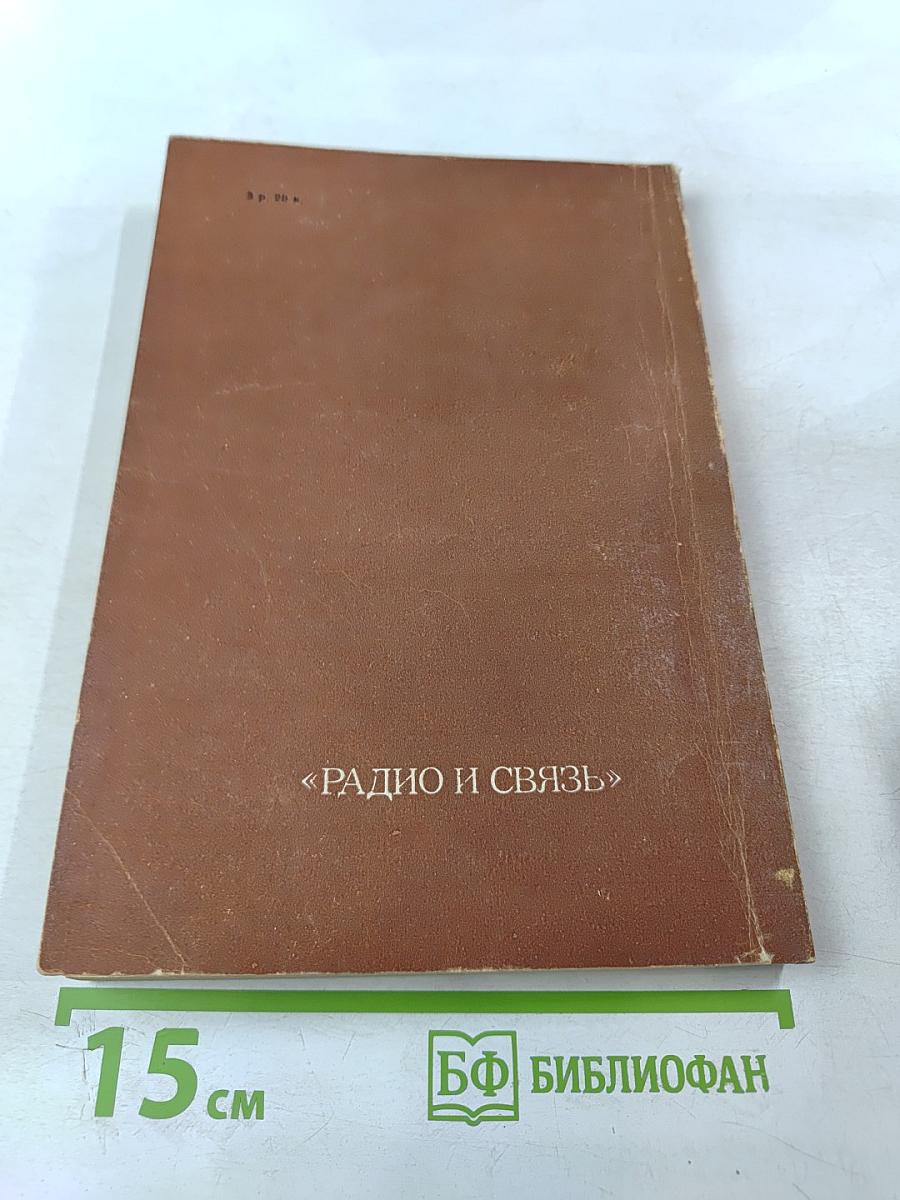 р. к.
«РАДИО И СВЯЗЬ»
15 см
БФ БИБЛИОФАН